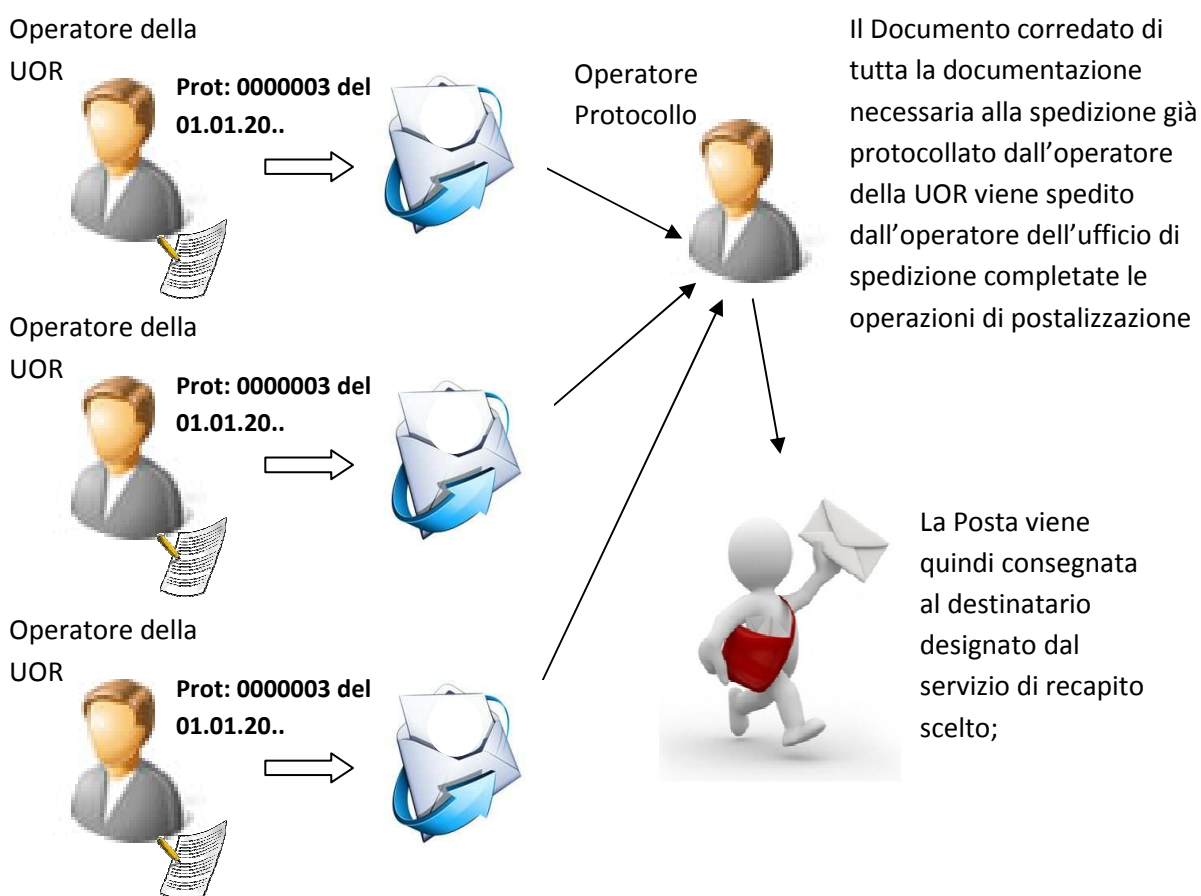 Operatore della
UOR
Prot: 0000003 del
01.01.20..
Operatore
Protocollo
Il Documento corredato di
tutta la documentazione
necessaria alla spedizione già
protocollato dall’operatore
della UOR viene spedito
dall’operatore dell’ufficio di
spedizione completate le
operazioni di postalizzazione
Operatore della
UOR
Prot: 0000003 del
01.01.20..
La Posta viene
quindi consegnata
al destinatario
designato dal
servizio di recapito
scelto;
Operatore della
UOR
Prot: 0000003 del
01.01.20..